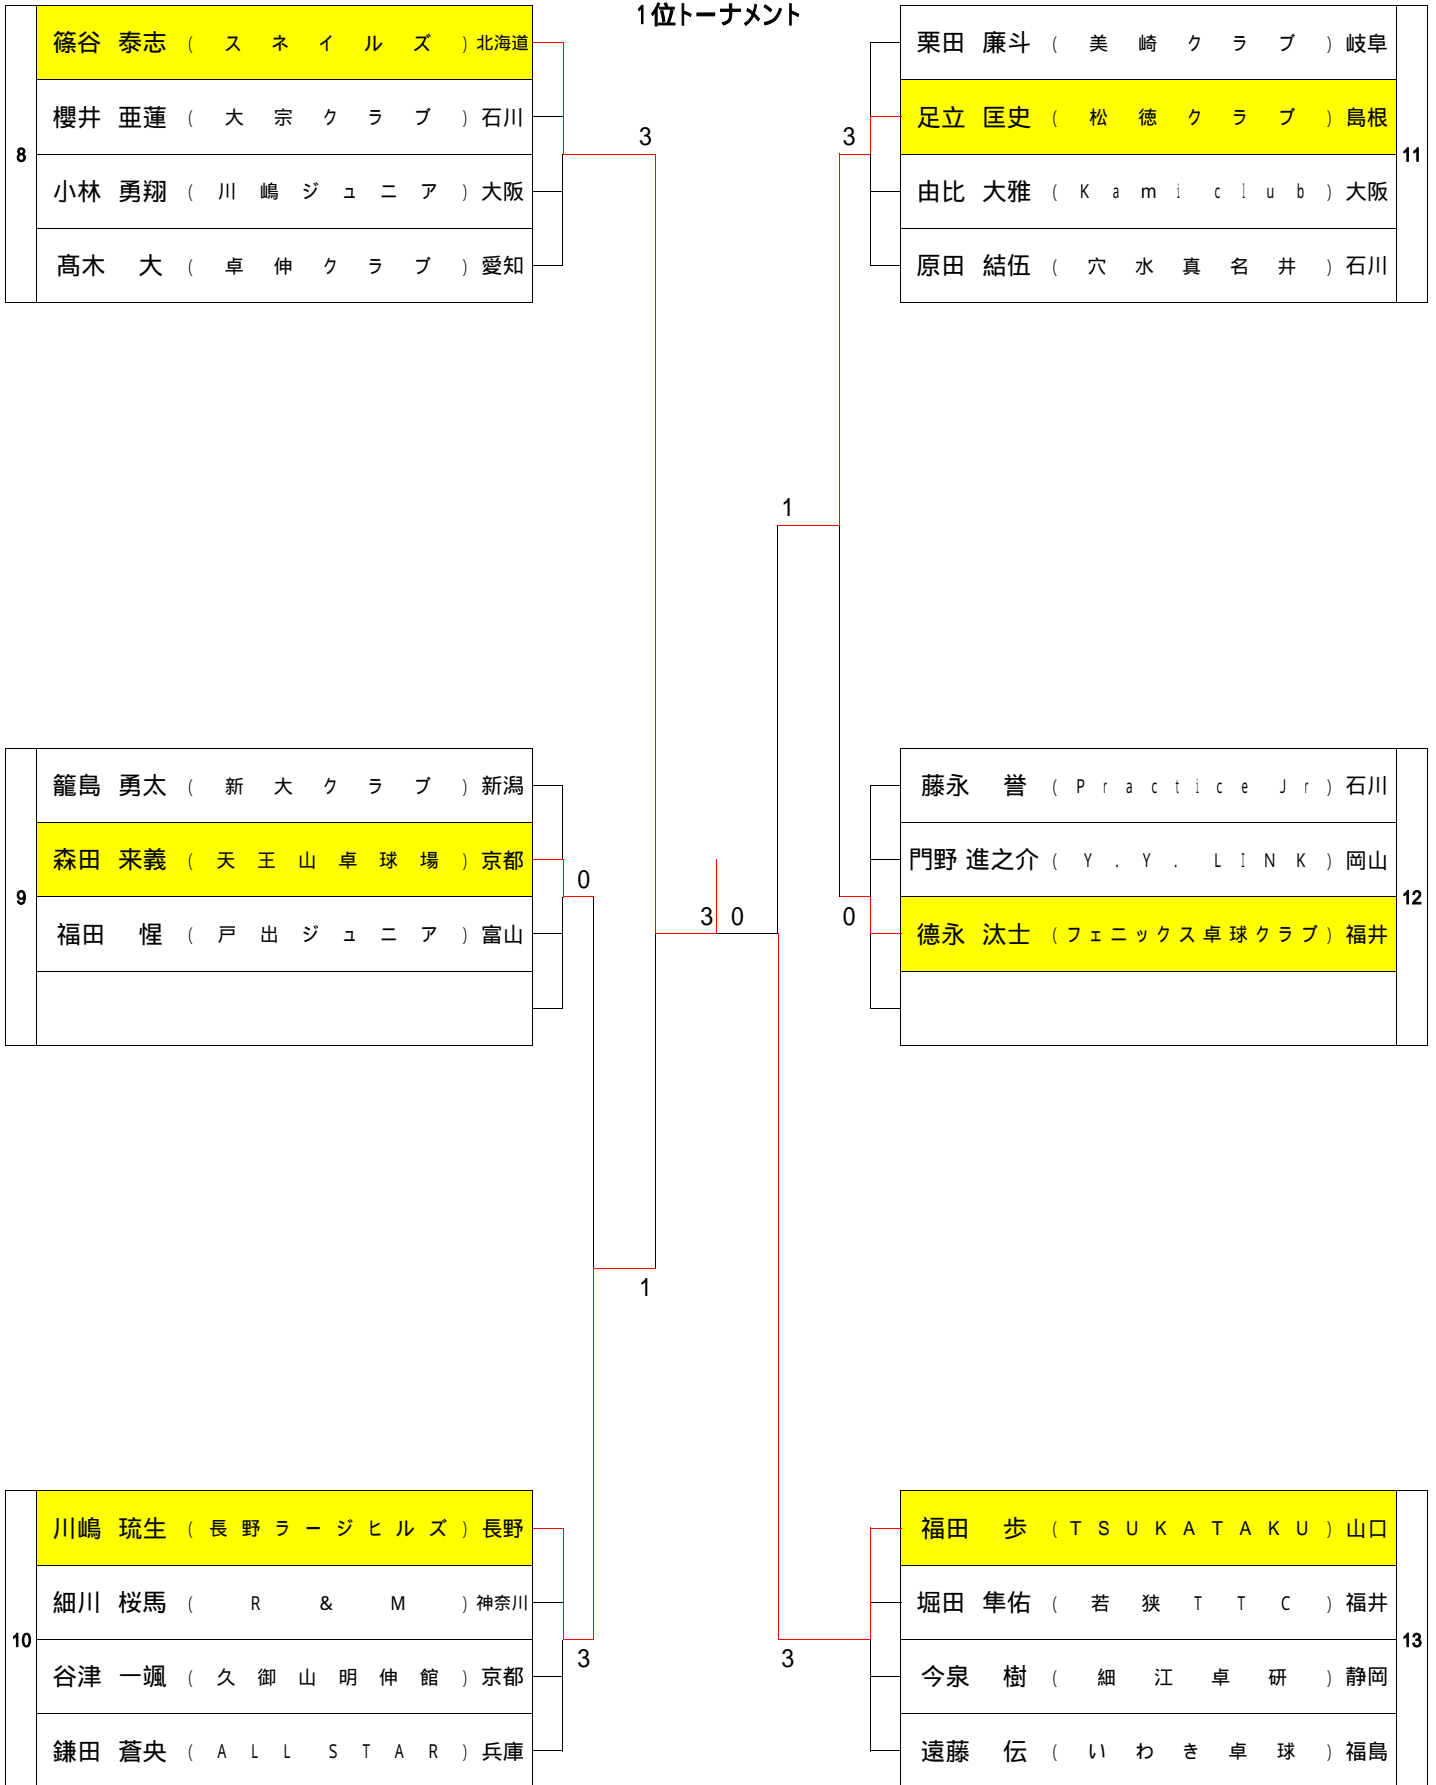 1位トーナメント
8
篠谷 泰志 ( スネイルズ ) 北海道
櫻井 亜蓮 ( 大宗クラブ ) 石川
小林 勇翔 ( 川嶋ジュニア ) 大阪
髙木 大 ( 卓伸クラブ ) 愛知
3
3
栗田 廉斗 ( 美崎クラブ ) 岐阜
足立 匡史 ( 松徳クラブ ) 島根
由比 大雅 ( Kami club ) 大阪
原田 結伍 ( 穴水真名井 ) 石川
11
1
9
籠島 勇太 ( 新大クラブ ) 新潟
森田 来義 ( 天王山卓球場 ) 京都
福田 惺 ( 戸出ジュニア ) 富山
0
3 0
0
藤永 誉 ( Practice Jr ) 石川
門野 進之介 ( Y.Y. LINK ) 岡山
德永 汰士 ( フェニックス卓球クラブ ) 福井
12
1
10
川嶋 琉生 ( 長野ラージヒルズ ) 長野
細川 桜馬 ( R & M ) 神奈川
谷津 一颯 ( 久御山明伸館 ) 京都
鎌田 蒼央 ( ALL STAR ) 兵庫
3
3
福田 歩 ( TSUKATAKU ) 山口
堀田 隼佑 ( 若狭TTC ) 福井
今泉 樹 ( 細江卓研 ) 静岡
遠藤 伝 ( いわき卓球 ) 福島
13